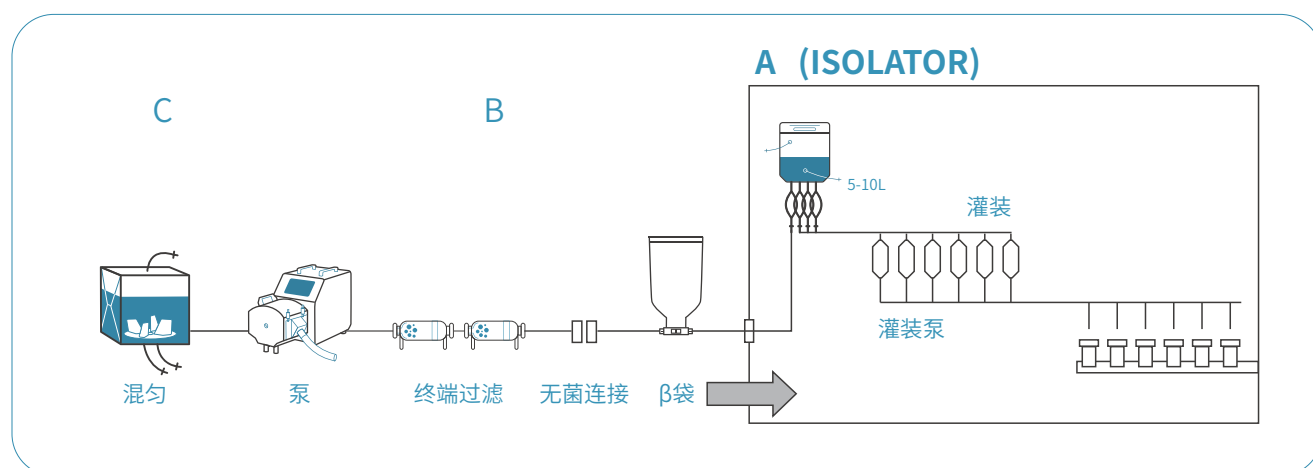 A (ISOLATOR)
C
B
5-10L
灌装
灌装泵
混匀
泵
终端过滤
无菌连接
β袋